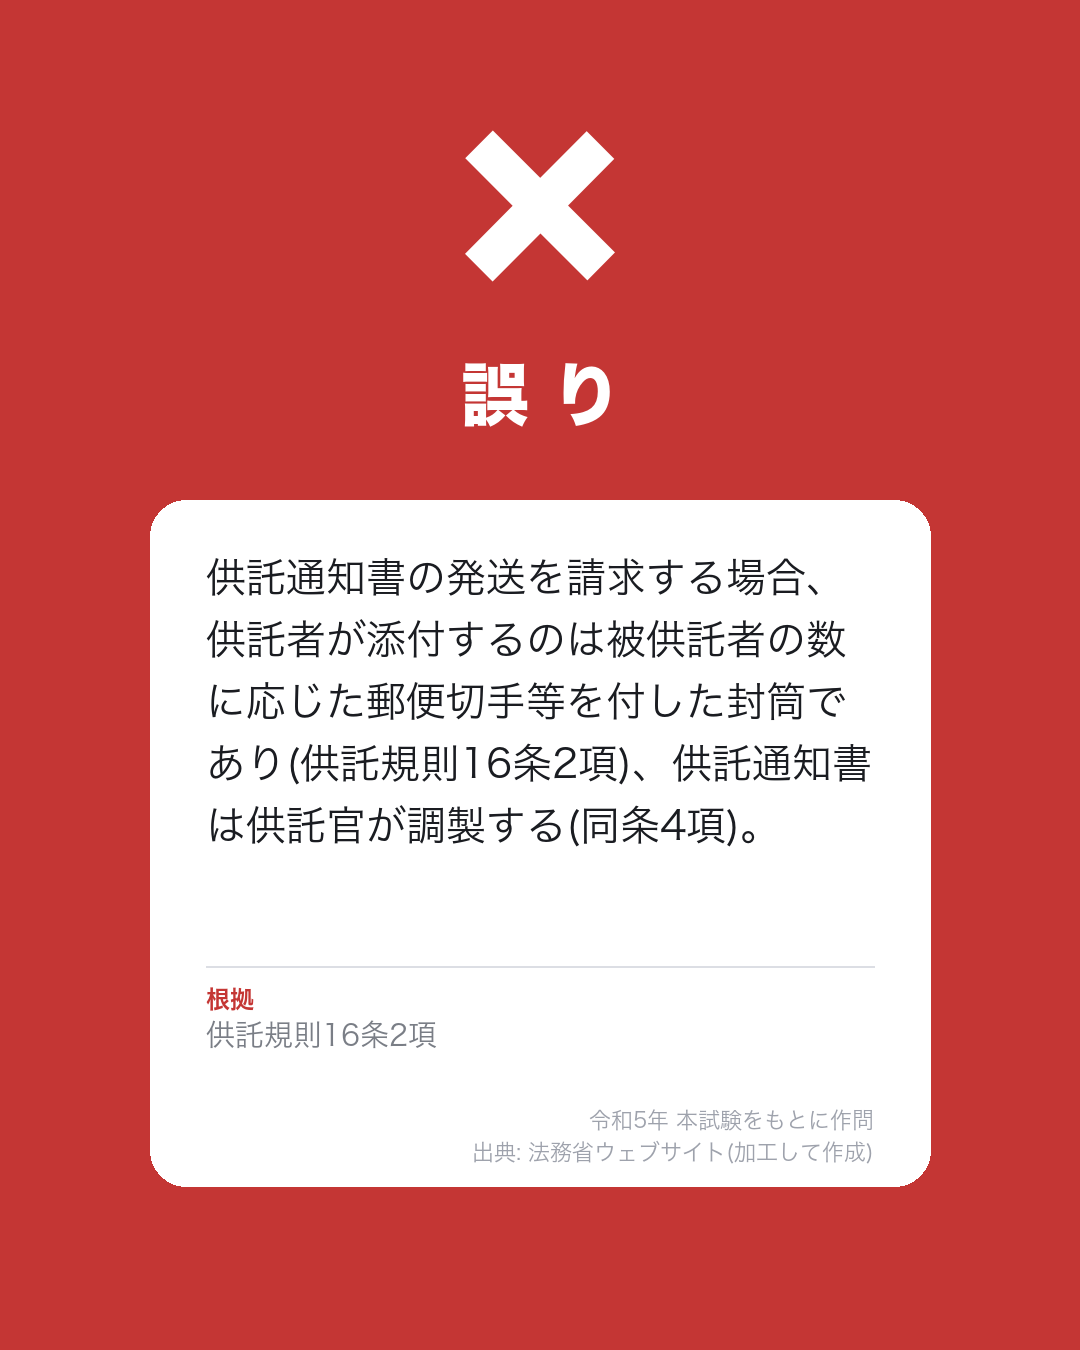 誤り
供託通知書の発送を請求する場合、
供託者が添付するのは被供託者の数
に応じた郵便切手等を付した封筒で
あり(供託規則16条2項)、供託通知書
は供託官が調製する(同条4項)。
根拠
供託規則16条2項
令和5年 本試験をもとに作問
出典: 法務省ウェブサイト(加工して作成)